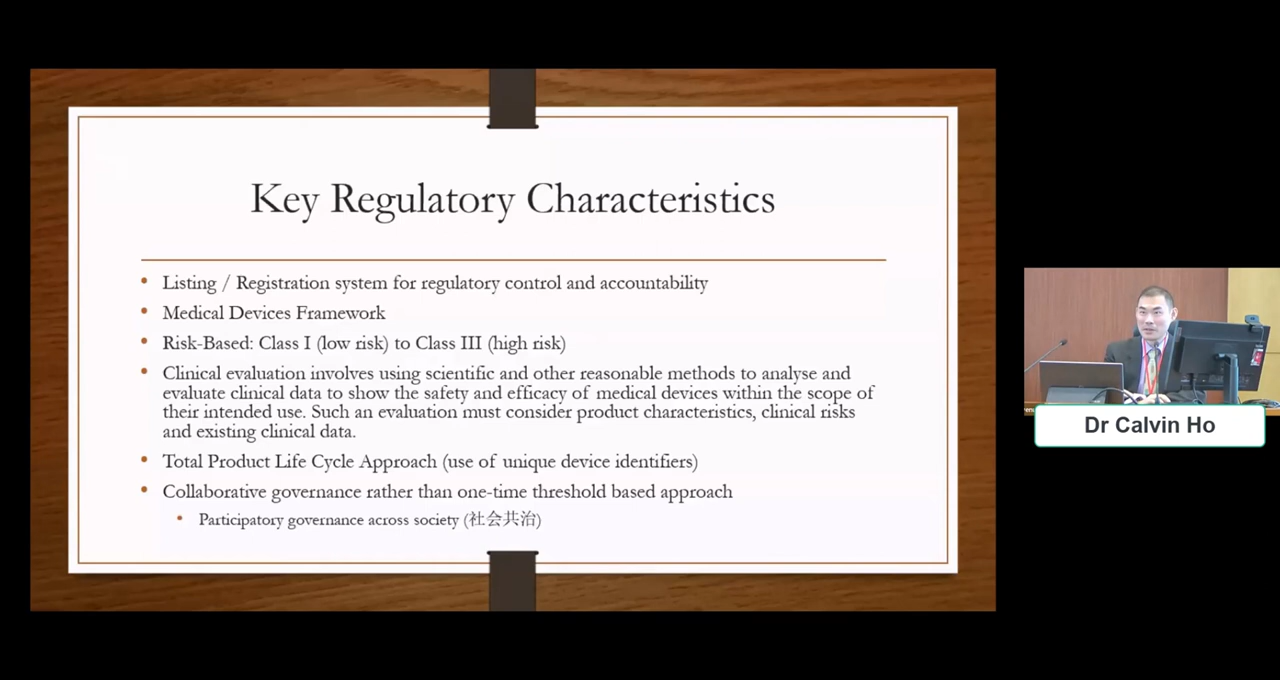 Key Regulatory Characteristics
• Listing / Registration system for regulatory control and accountability
• Medical Devices Framework
• Risk-Based: Class I (low risk) to Class III (high risk)
• Clinical evaluation involves using scientific and other reasonable methods to analyse and
evaluate clinical data to show the safety and efficacy of medical devices within the scope of
their intended use. Such an evaluation must consider product characteristics, clinical risks
and existing clinical data.
• Total Product Life Cycle Approach (use of unique device identifiers)
• Collaborative governance rather than one-time threshold based approach
• Participatory governance across society (社会共治)
Dr Calvin Ho